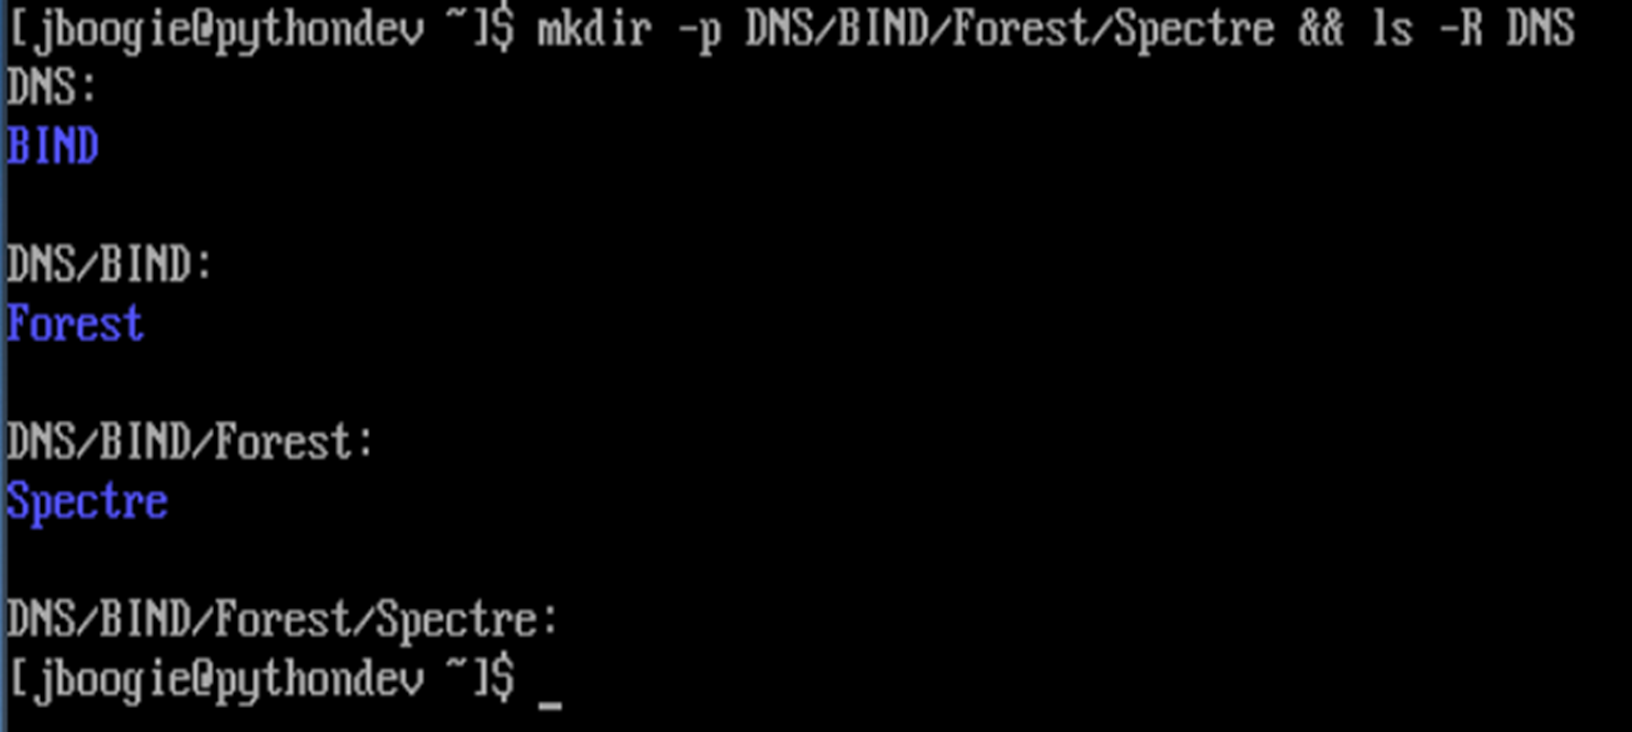 [jboogie@pythondev ~]$ mkdir -p DNS/BIND/Forest/Spectre && ls -R DNS
DNS:
BIND
DNS/BIND:
Forest
DNS/BIND/Forest:
Spectre
DNS/BIND/Forest/Spectre:
[jboogie@pythondev ~]$ _